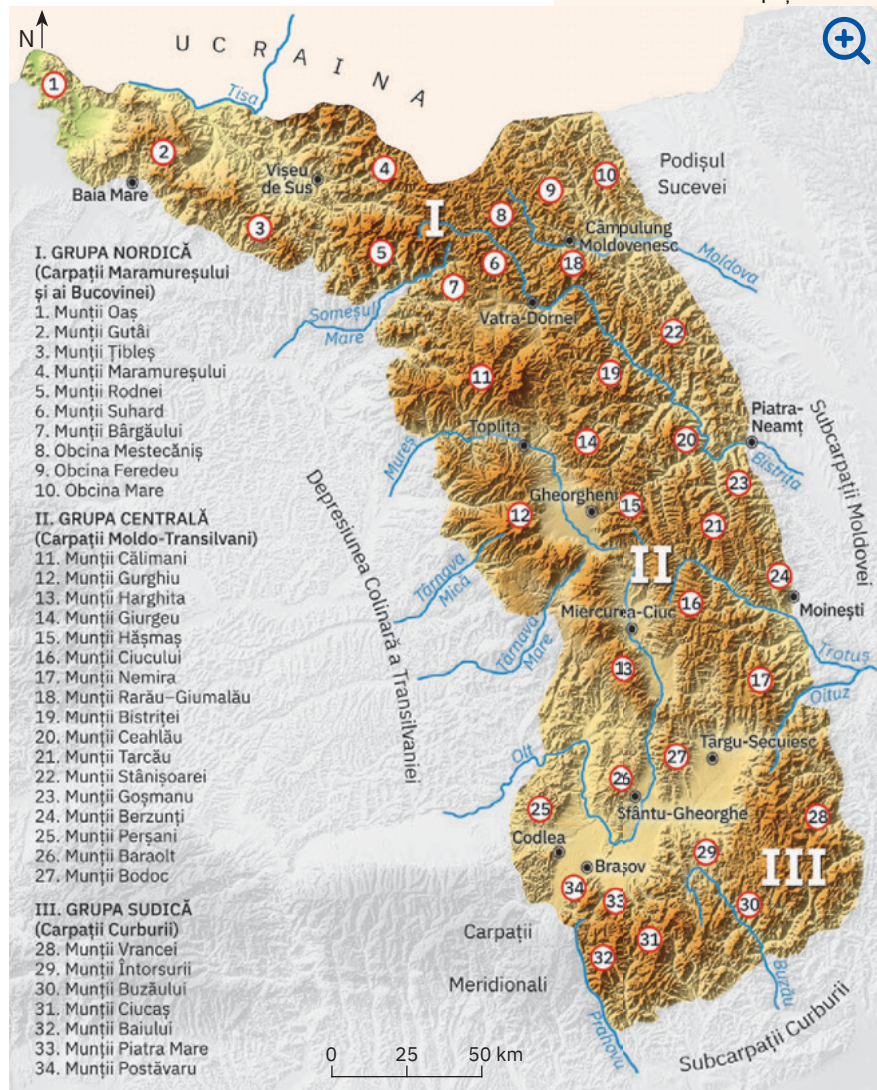 N
U C R A I N A
Tisa
1
2
3
4
5
6
7
8
9
10
Baia Mare
Vișeu
de Sus
Podișul
Sucevei
I
Câmpulung
Moldovenesc
Moldova
18
Someșul
Mare
Vatra-Dornei
22
11
19
Toplița
Mureș
14
20
Piatra-
Neamț
Bistrița
Subcarpații Moldovei
Gheorgheni
12
15
23
21
II
24
Moinești
Depresiunea Colinară a Transilvaniei
Târnava
Mică
Târnava
Mare
Miercurea-Ciuc
16
13
17
Trotuș
Oltuz
Olt
27
Târgu-Secuiesc
26
Sfântu-Gheorghe
25
28
Codlea
Brașov
29
III
34
33
30
31
32
Carpații
Meridionali
Prahova
Buzău
Subcarpații Curburii
0 25 50 km
I. GRUPA NORDICĂ
(Carpații Maramureșului
și ai Bucovinei)
1. Munții Oaș
2. Munții Gutâi
3. Munții Țibleș
4. Munții Maramureșului
5. Munții Rodnei
6. Munții Suhard
7. Munții Bârgăului
8. Obcina Mestecăniș
9. Obcina Feredeu
10. Obcina Mare
II. GRUPA CENTRALĂ
(Carpații Moldo-Transilvani)
11. Munții Călimani
12. Munții Gurghiu
13. Munții Harghita
14. Munții Giurgeu
15. Munții Hășmaș
16. Munții Ciucului
17. Munții Nemira
18. Munții Rarău–Giumalău
19. Munții Bistriței
20. Munții Ceahlău
21. Munții Tarcău
22. Munții Stânișoarei
23. Munții Goșmanu
24. Munții Berzunți
25. Munții Perșani
26. Munții Baraolt
27. Munții Bodoc
III. GRUPA SUDICĂ
(Carpații Curburii)
28. Munții Vrancei
29. Munții Întorsurii
30. Munții Buzăului
31. Munții Ciucaș
32. Munții Baiului
33. Munții Piatra Mare
34. Munții Postăvaru